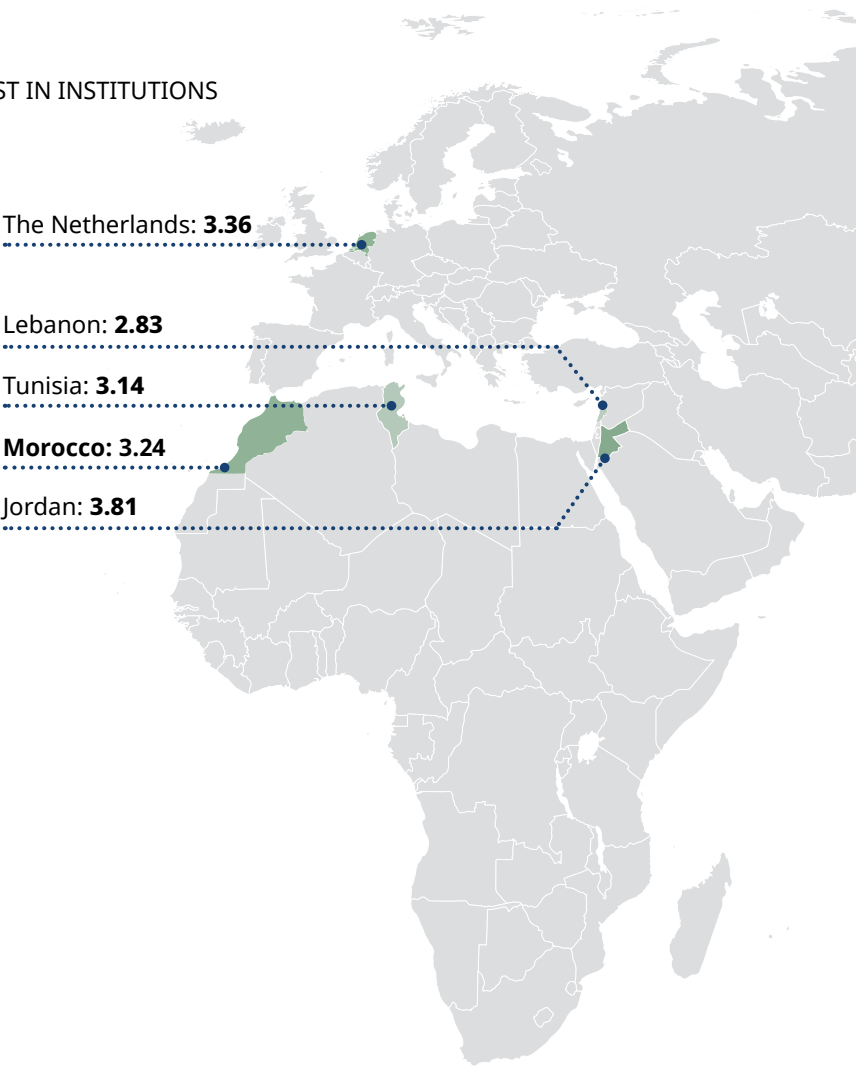 ST IN INSTITUTIONS
The Netherlands: 3.36
Lebanon: 2.83
Tunisia: 3.14
Morocco: 3.24
Jordan: 3.81